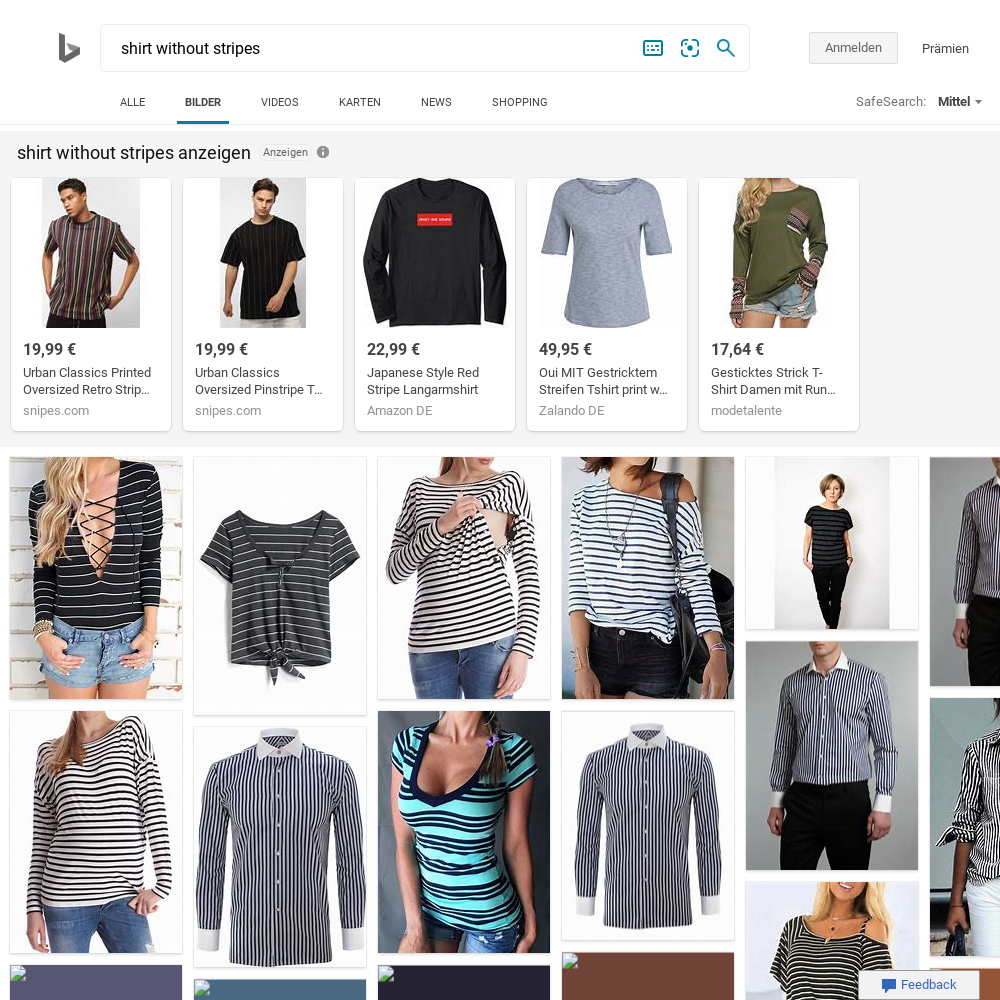 shirt without stripes
Anmelden
Prämien
ALLE
BILDER
VIDEOS
KARTEN
NEWS
SHOPPING
SafeSearch: Mittel
shirt without stripes anzeigen
Anzeigen
19,99 €
Urban Classics Printed
Oversized Retro Strip...
snipes.com
19,99 €
Urban Classics
Oversized Pinstripe T...
snipes.com
22,99 €
Japanese Style Red
Stripe Langarmshirt
Amazon DE
49,95 €
Oui MIT Gestricktem
Streifen Tshirt print w...
Zalando DE
17,64 €
Gesticktes Strick T-
Shirt Damen mit Run...
modetalente
Feedback